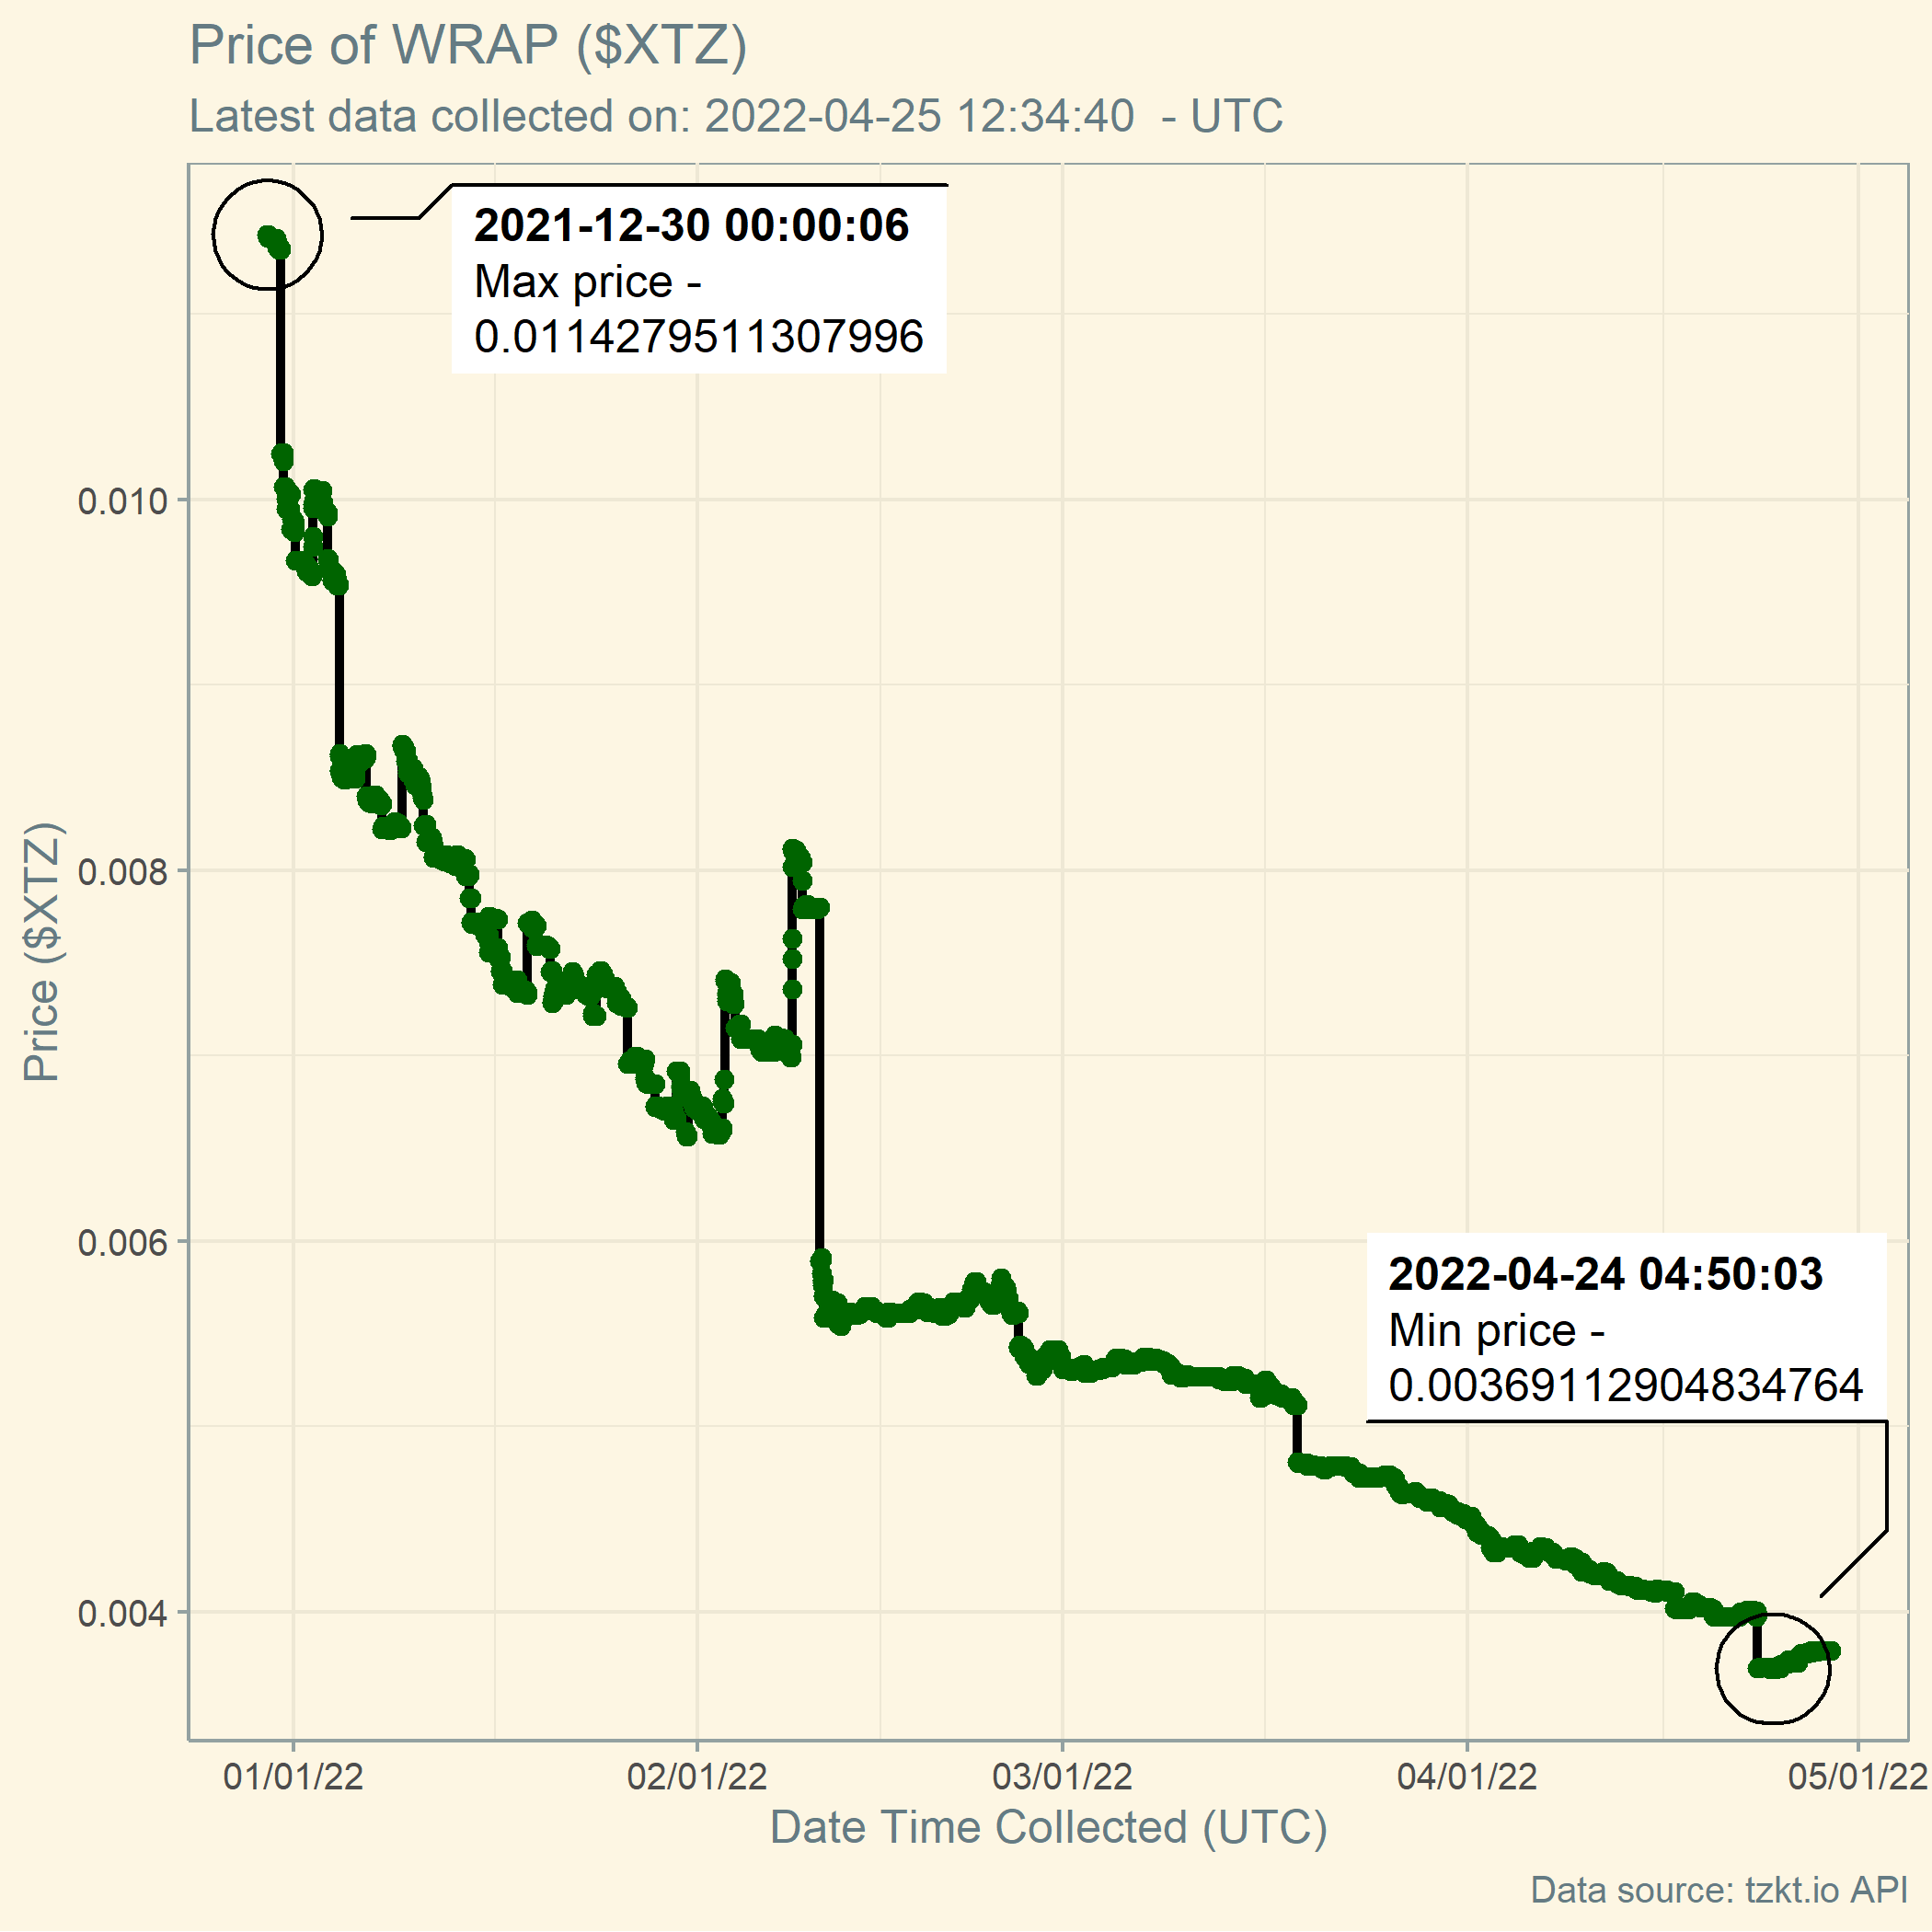 Price of WRAP ($XTZ)
Latest data collected on: 2022-04-25 12:34:40  - UTC
2021-12-30 00:00:06
Max price -
0.0114279511307996
0.010
0.008
0.006
0.004
Price ($XTZ)
2022-04-24 04:50:03
Min price -
0.00369112904834764
01/01/22
02/01/22
03/01/22
04/01/22
05/01/22
Date Time Collected (UTC)
Data source: tzkt.io API